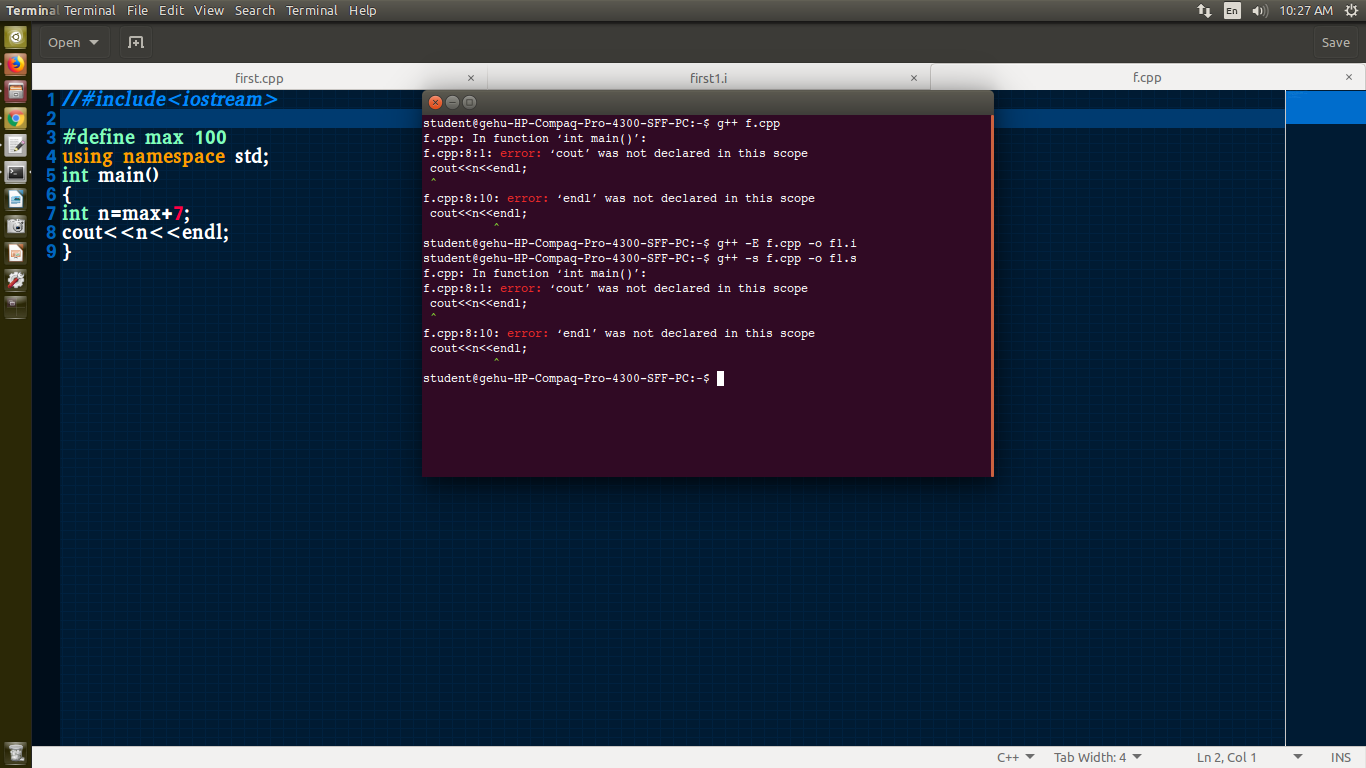 Terminal Terminal File Edit View Search Terminal Help En 10:27 AM
Open Save
first.cpp × first1.i × f.cpp ×
1 //#include<iostream>
2
3 #define max 100
4 using namespace std;
5 int main()
6 {
7 int n=max+7;
8 cout<<n<<endl;
9 }
student@gehu-HP-Compaq-Pro-4300-SFF-PC:~$ g++ f.cpp
f.cpp: In function ‘int main()’:
f.cpp:8:1: error: ‘cout’ was not declared in this scope
cout<<n<<endl;
^
f.cpp:8:10: error: ‘endl’ was not declared in this scope
cout<<n<<endl;
^
student@gehu-HP-Compaq-Pro-4300-SFF-PC:~$ g++ -E f.cpp -o f1.i
student@gehu-HP-Compaq-Pro-4300-SFF-PC:~$ g++ -s f.cpp -o f1.s
f.cpp: In function ‘int main()’:
f.cpp:8:1: error: ‘cout’ was not declared in this scope
cout<<n<<endl;
^
f.cpp:8:10: error: ‘endl’ was not declared in this scope
cout<<n<<endl;
^
student@gehu-HP-Compaq-Pro-4300-SFF-PC:~$
C++ Tab Width: 4 Ln 2, Col 1 INS